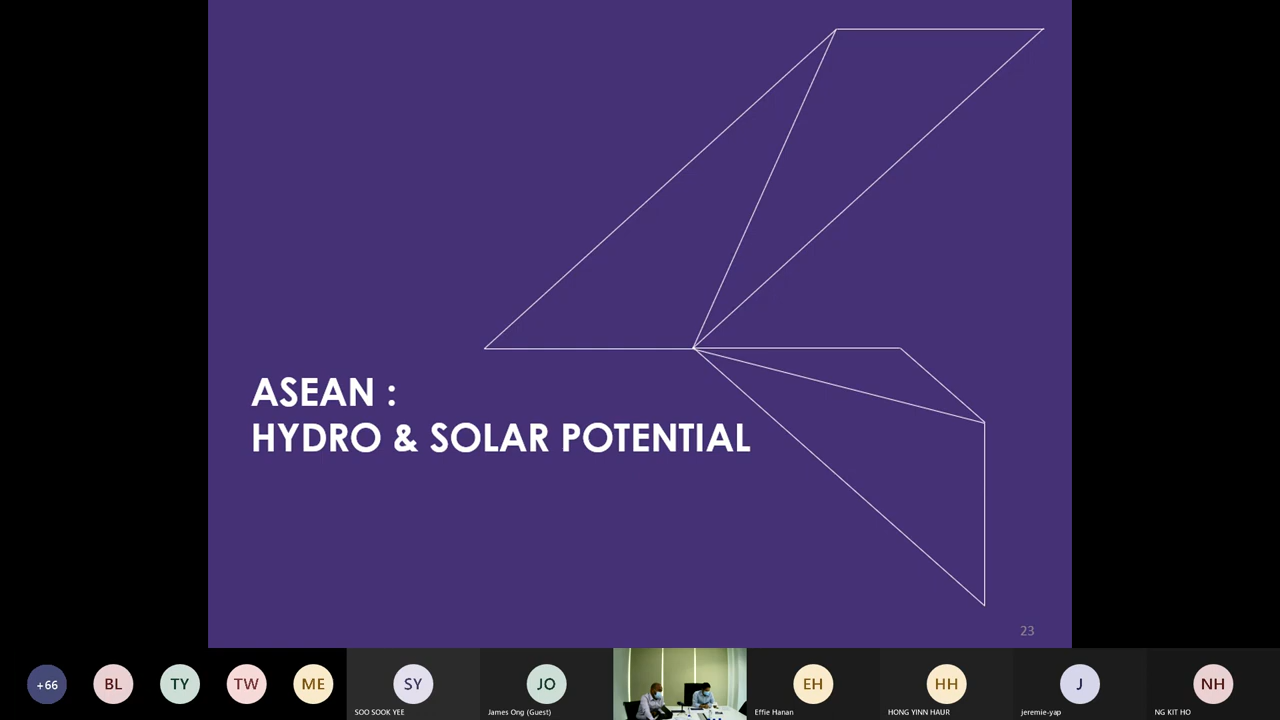 ASEAN :
HYDRO & SOLAR POTENTIAL
23
+66
BL
TY
TW
ME
SY
SOO SOOK YEE
JO
James Ong (Guest)
EH
Effie Hanan
HH
HONG YINN HAUR
J
jeremie-yap
NH
NG KIT HO